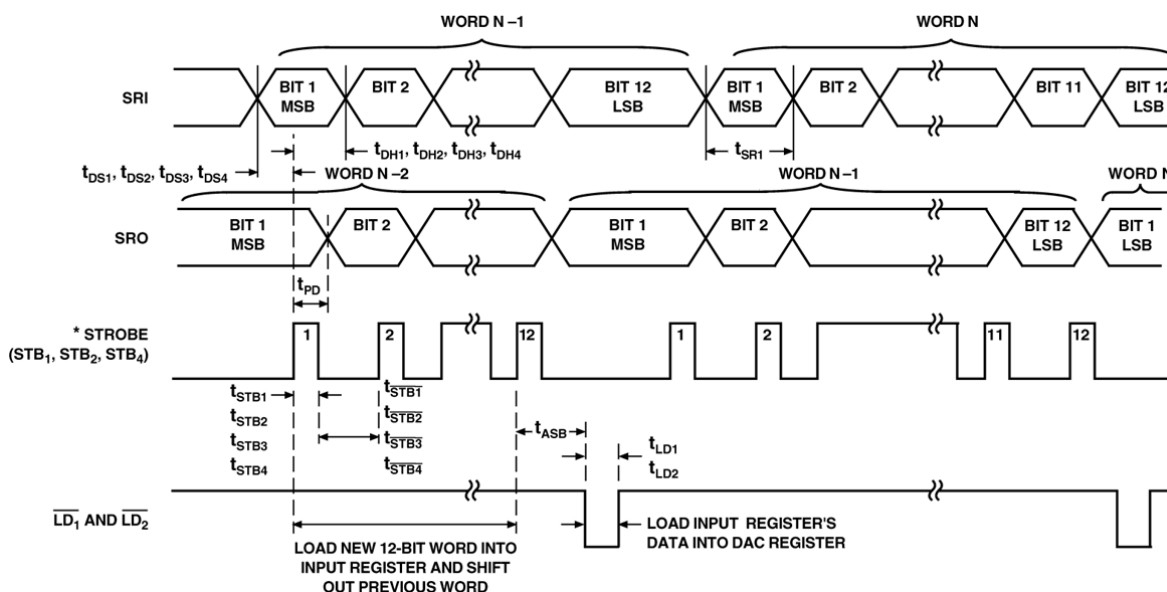 WORD N –1
WORD N
SRI
BIT 1
MSB
BIT 2
BIT 12
LSB
BIT 1
MSB
BIT 2
BIT 11
BIT 12
LSB
tDS1, tDS2, tDS3, tDS4
tDH1, tDH2, tDH3, tDH4
tSR1
WORD N –2
WORD N –1
WORD N
SRO
BIT 1
MSB
BIT 2
BIT 1
MSB
BIT 2
BIT 12
LSB
BIT 1
LSB
tPD
* STROBE
(STB1, STB2, STB4)
1
2
12
1
2
11
12
tSTB1
tSTB2
tSTB3
tSTB4
tSTB1
tSTB2
tSTB3
tSTB4
tASB
tLD1
tLD2
LD1 AND LD2
LOAD NEW 12-BIT WORD INTO
INPUT REGISTER AND SHIFT
OUT PREVIOUS WORD
LOAD INPUT REGISTER'S
DATA INTO DAC REGISTER